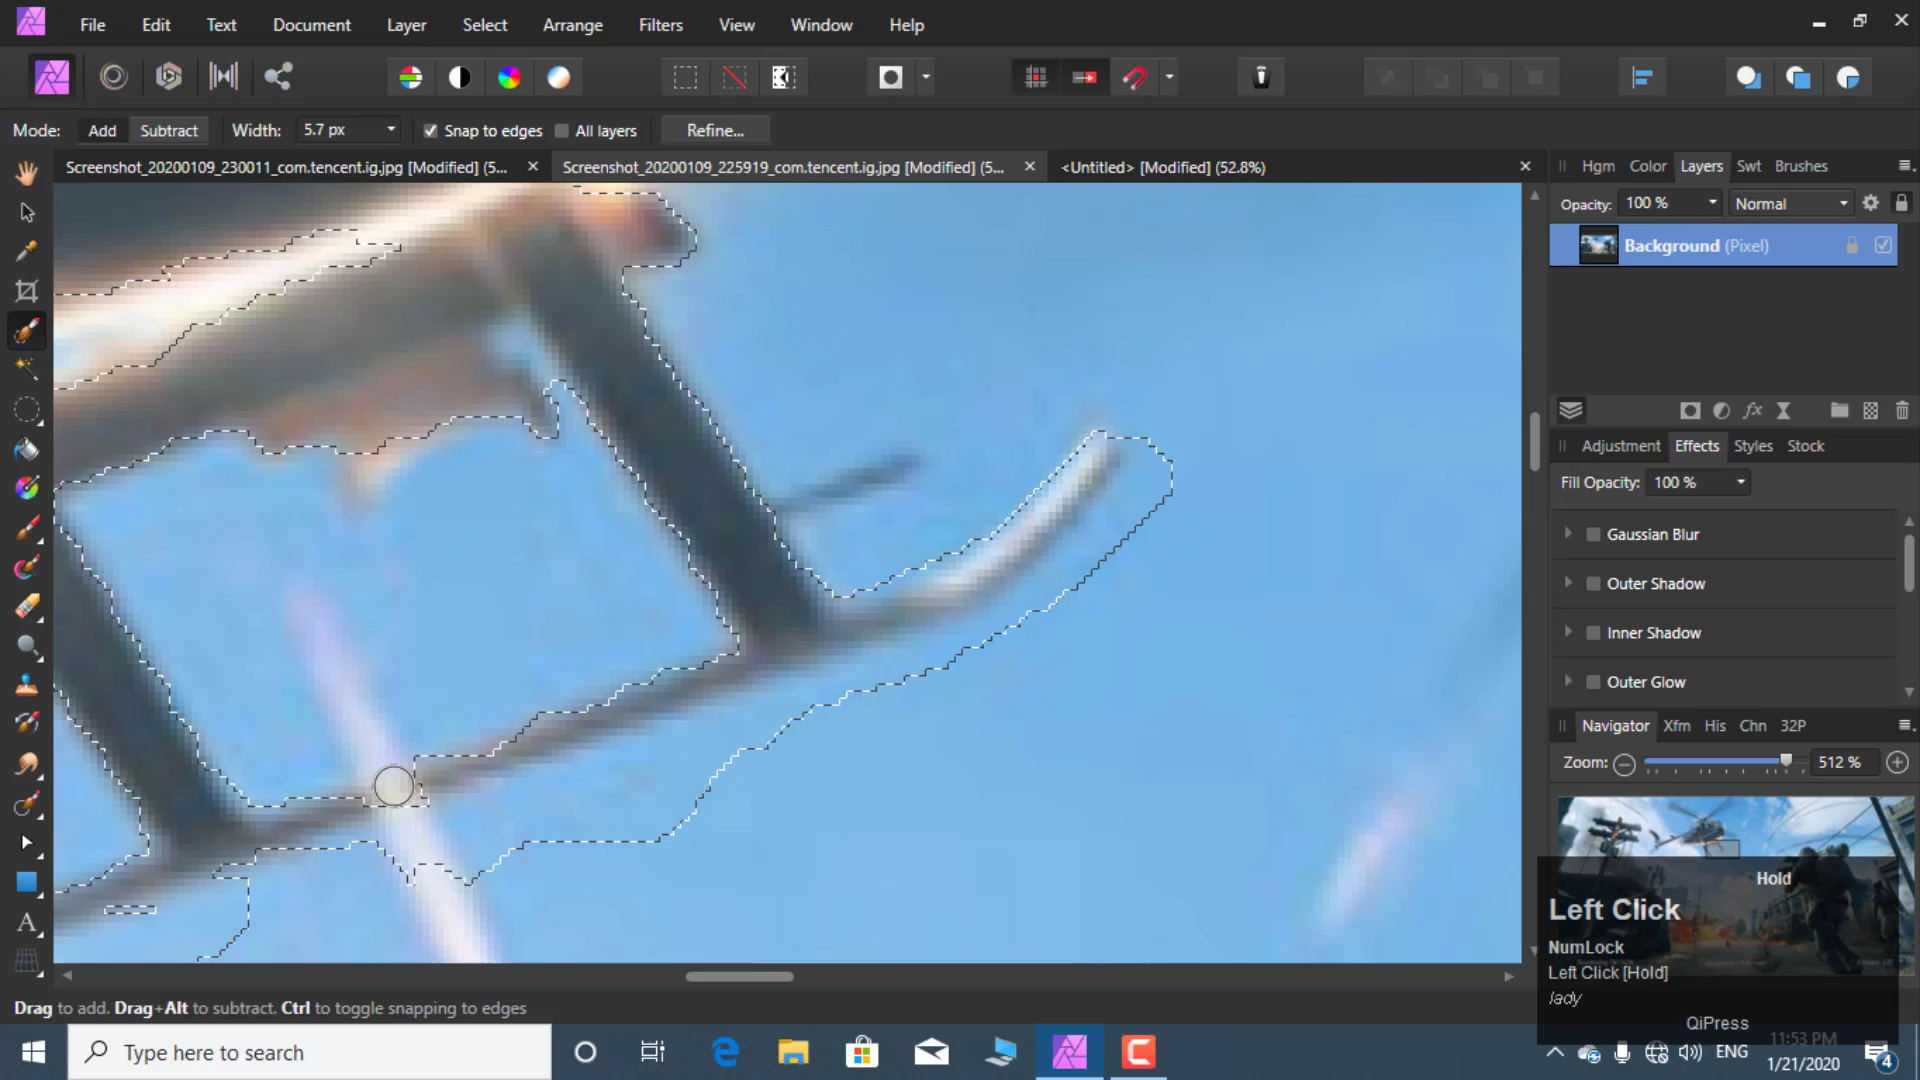 File Edit Text Document Layer Select Arrange Filters View Window Help
Mode: Add Subtract Width: 5.7 px Snap to edges All layers Refine...
Screenshot_20200109_230011_com.tencent.ig.jpg [Modified] (5... Screenshot_20200109_225919_com.tencent.ig.jpg [Modified] (5... <Untitled> [Modified] (52.8%)
Hgm Color Layers Swt Brushes
Opacity: 100 % Normal
Background (Pixel)
Adjustment Effects Styles Stock
Fill Opacity: 100 %
Gaussian Blur
Outer Shadow
Inner Shadow
Outer Glow
Navigator Xfm His Chn 32P
Zoom: 512 %
Hold
Left Click
NumLock
Left Click [Hold]
lady
QiPress
Drag to add. Drag+Alt to subtract. Ctrl to toggle snapping to edges
Type here to search
ENG
11:53 PM
1/21/2020
4